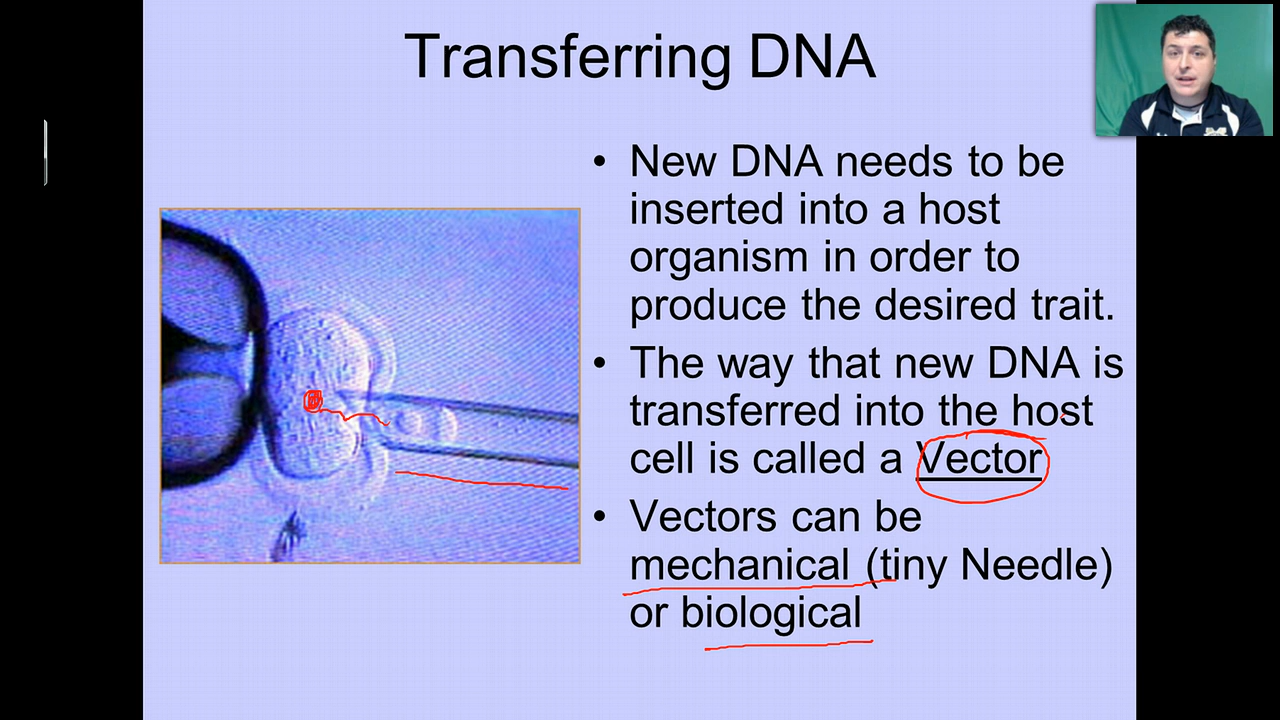 Transferring DNA
• New DNA needs to be
inserted into a host
organism in order to
produce the desired trait.
• The way that new DNA is
transferred into the host
cell is called a Vector
• Vectors can be
mechanical (tiny Needle)
or biological